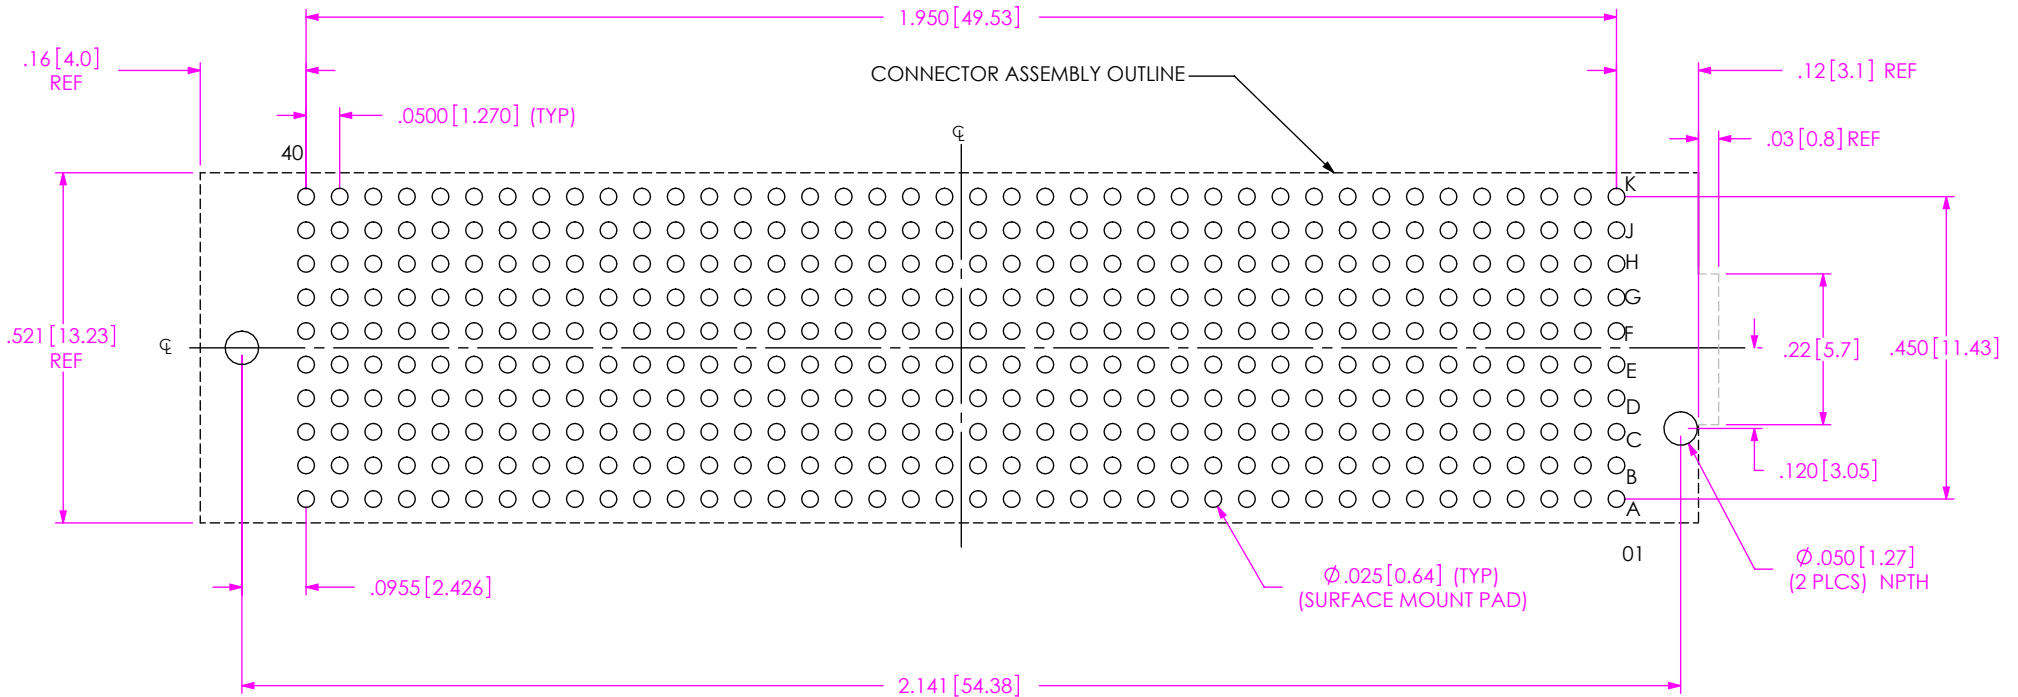 1.950[49.53]
.16[4.0]
REF
CONNECTOR ASSEMBLY OUTLINE
.12[3.1] REF
.0500[1.270] (TYP)
.03[0.8] REF
℄
40
K
J
H
G
F
E
D
C
B
A
.521[13.23]
REF
℄
.22[5.7]
.450[11.43]
.120[3.05]
01
.0955[2.426]
Ø.025[0.64] (TYP)
(SURFACE MOUNT PAD)
Ø.050[1.27]
(2 PLCS) NPTH
2.141[54.38]